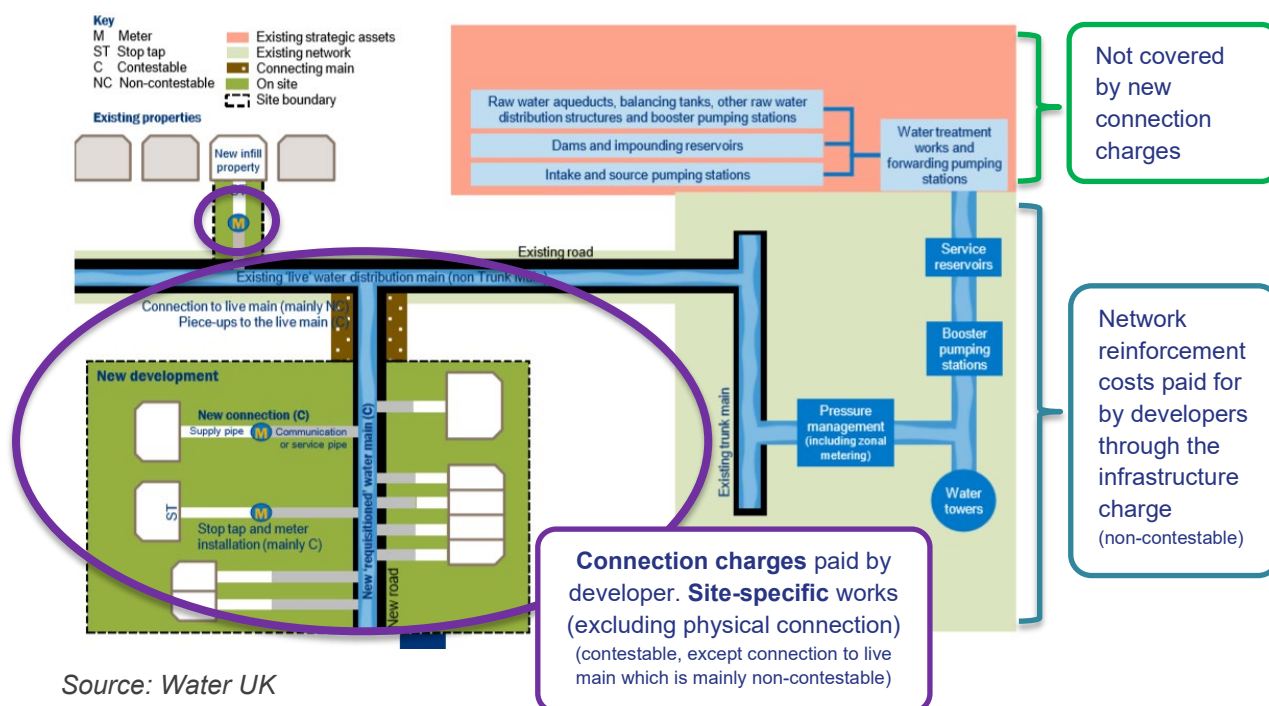 Key
M Meter
ST Stop tap
C Contestable
NC Non-contestable
Existing strategic assets
Existing network
Connecting main
On site
Site boundary
Existing properties
New infill
property
M
Raw water aqueducts, balancing tanks, other raw water
distribution structures and booster pumping stations
Dams and impounding reservoirs
Intake and source pumping stations
Water treatment
works and
forwarding pumping
stations
Not covered
by new
connection
charges
Existing road
Existing 'live' water distribution main (non Trunk
Connection to live main (mainly NC)
Piece-ups to the live main (C)
Service
reservoirs
Booster
pumping
stations
Pressure
management
(including zonal
metering)
Water
towers
Existing trunk main
Network
reinforcement
costs paid for
by developers
through the
infrastructure
charge
(non-contestable)
New development
New connection (C)
Supply pipe
M
Communication
or service pipe
ST
M
Stop tap and meter
installation (mainly C)
New 'requisitioned' water main (C)
New road
Connection charges paid by
developer. Site-specific works
(excluding physical connection)
(contestable, except connection to live
main which is mainly non-contestable)
Source: Water UK